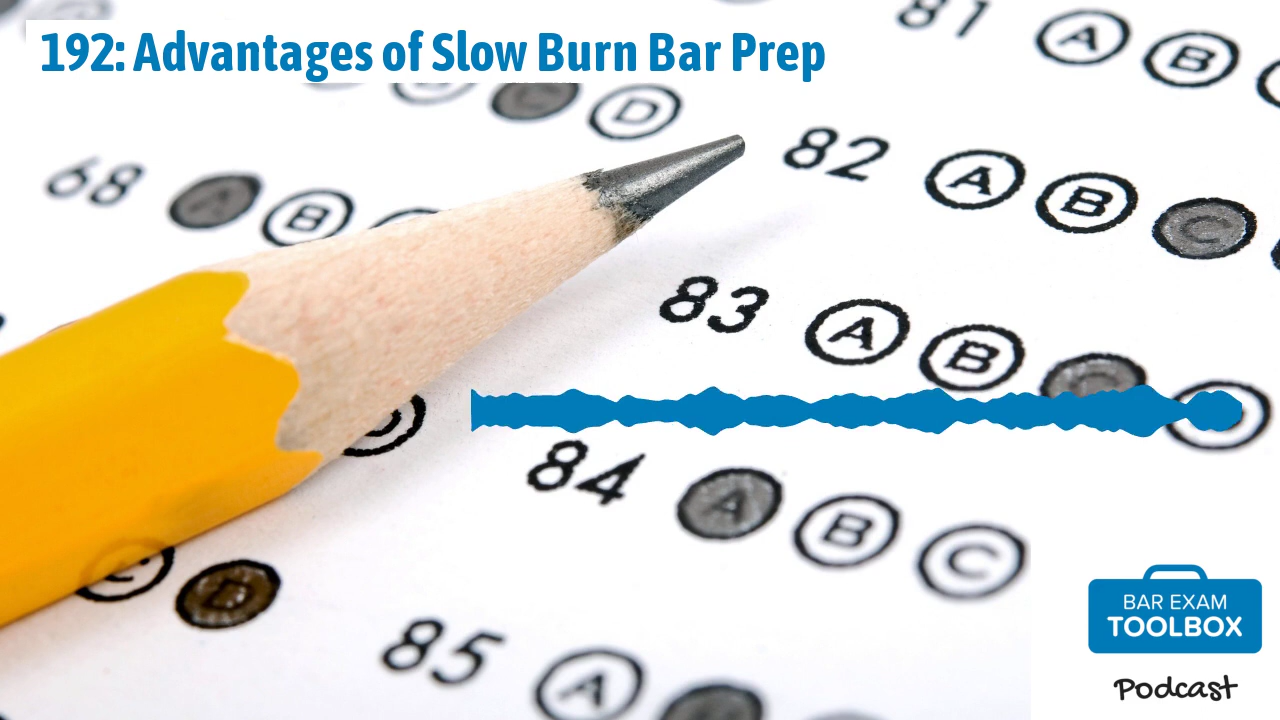 192: Advantages of Slow Burn Bar Prep
81 A B
C D
82 A B C
68 A B
83 A B C
D
84 A B C
C D
85 A
BAR EXAM
TOOLBOX
Podcast